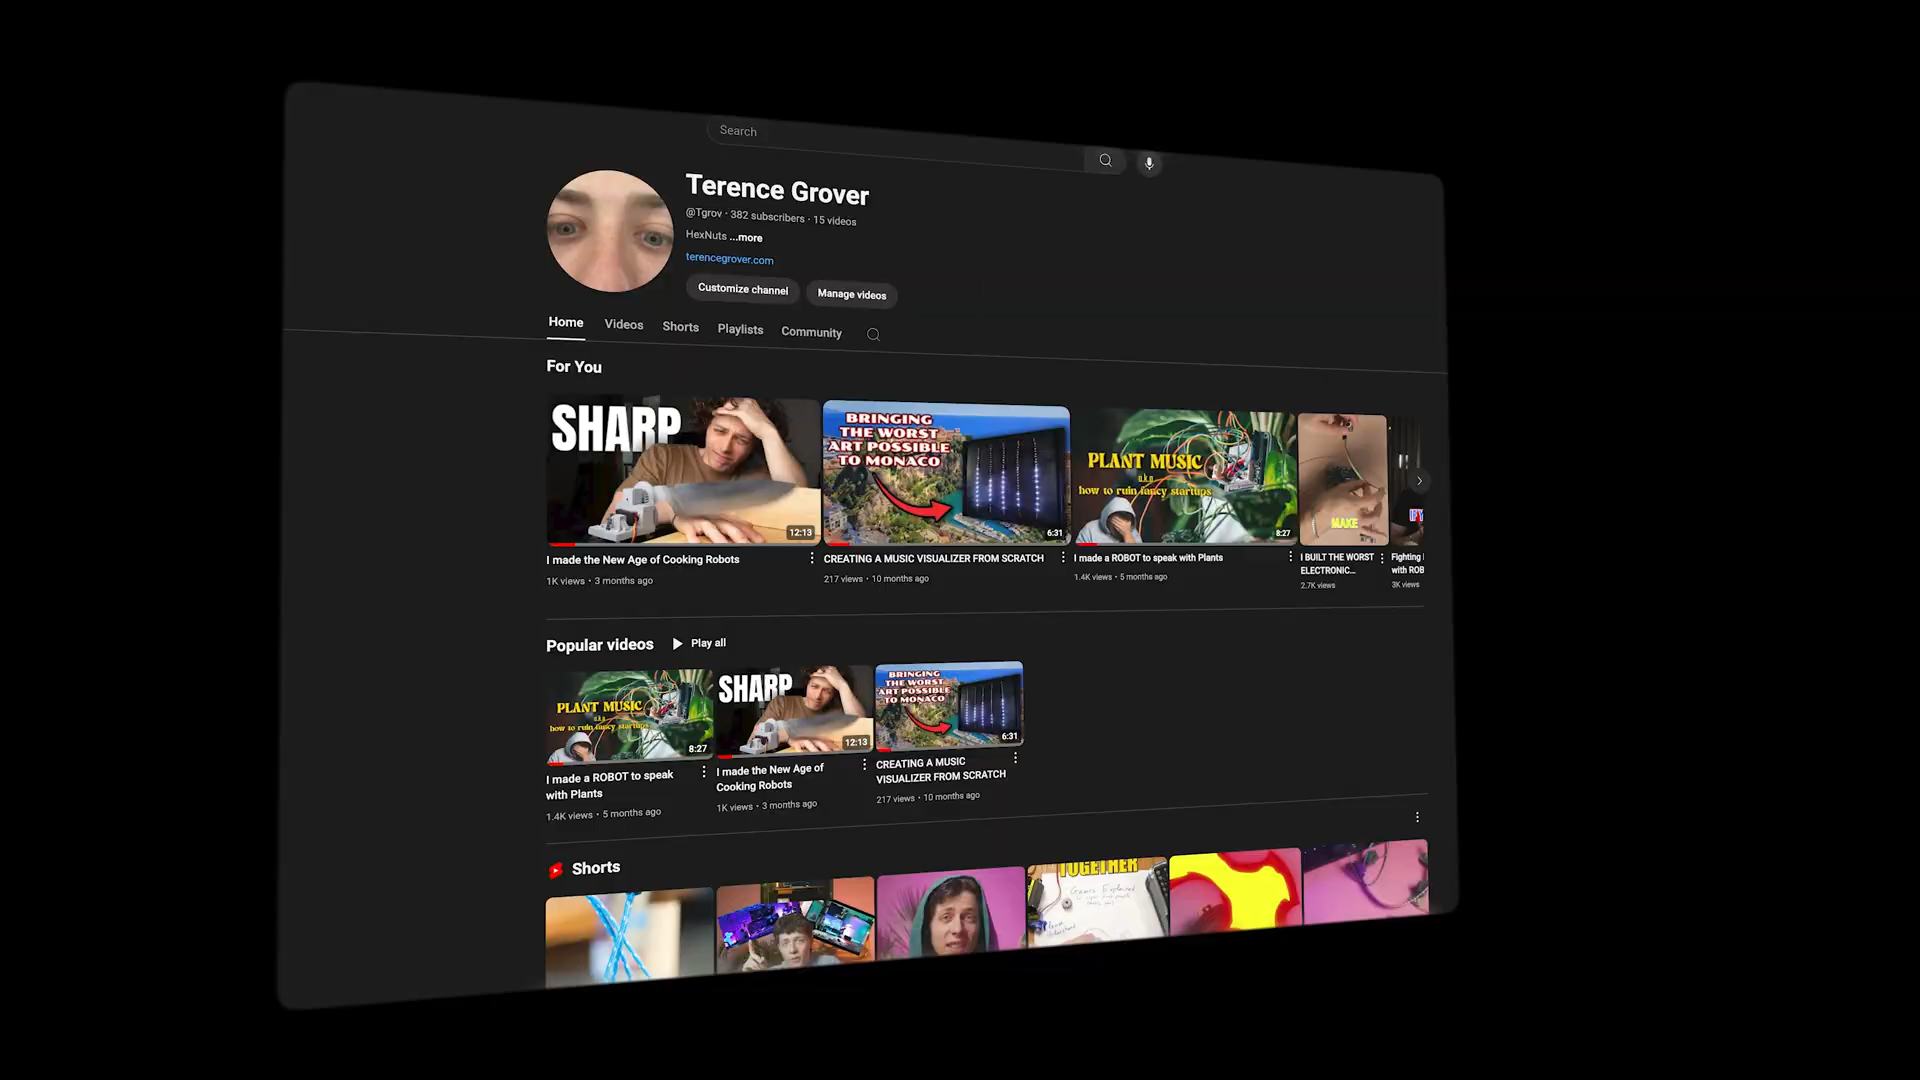 Search
Terence Grover
@Tgrov · 382 subscribers · 15 videos
HexNuts ...more
terencegrover.com
Customize channel
Manage videos
Home
Videos
Shorts
Playlists
Community
For You
SHARP
12:13
I made the New Age of Cooking Robots
1K views • 3 months ago
BRINGING
THE WORST
ART POSSIBLE
TO MONACO
6:31
CREATING A MUSIC VISUALIZER FROM SCRATCH
217 views • 10 months ago
PLANT MUSIC
a.k.a
how to ruin fancy startups
8:27
I made a ROBOT to speak with Plants
1.4K views • 5 months ago
MAKE
I BUILT THE WORST
ELECTRONIC...
2.7K views
Fighting
with ROB
3K views
Popular videos
Play all
PLANT MUSIC
a.k.a
how to ruin fancy startups
8:27
I made a ROBOT to speak
with Plants
1.4K views • 5 months ago
SHARP
12:13
I made the New Age of
Cooking Robots
1K views • 3 months ago
BRINGING
THE WORST
ART POSSIBLE
TO MONACO
6:31
CREATING A MUSIC
VISUALIZER FROM SCRATCH
217 views • 10 months ago
Shorts
TOGETHER
Games Explained